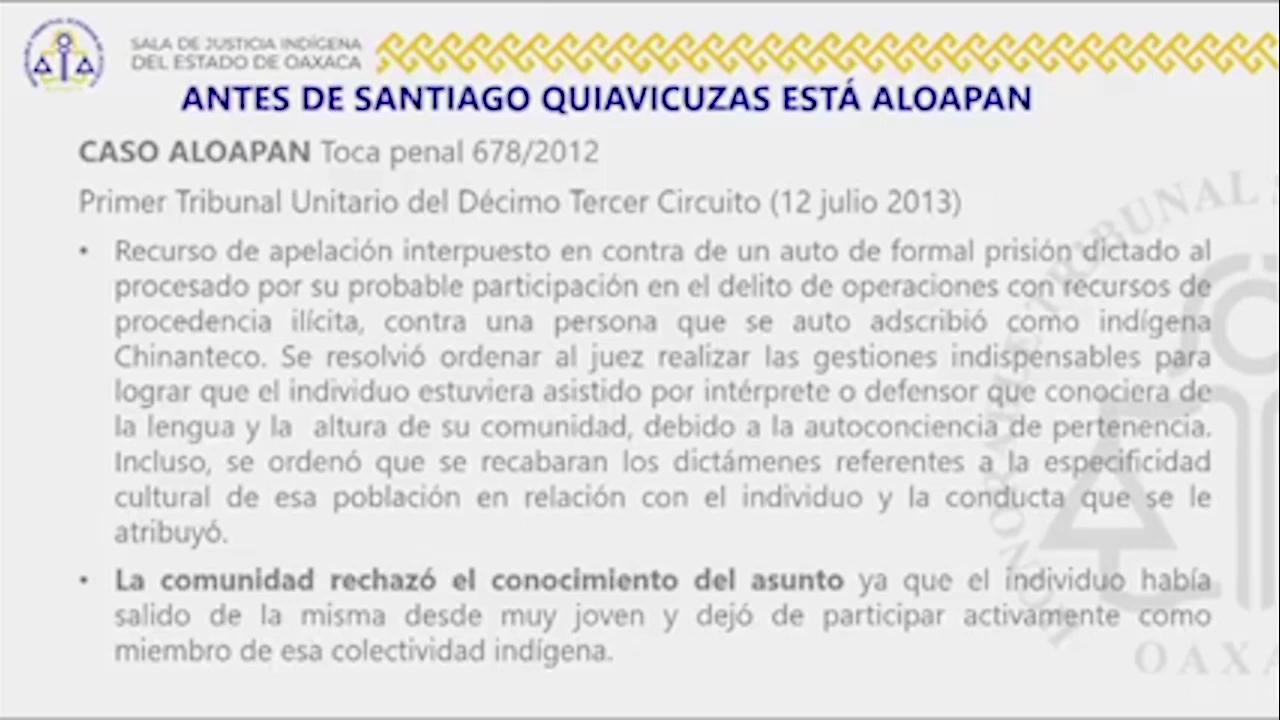 SALA DE JUSTICIA INDÍGENA
DEL ESTADO DE OAXACA
ANTES DE SANTIAGO QUIAVICUZAS ESTÁ ALOAPAN
CASO ALOAPAN Toca penal 678/2012
Primer Tribunal Unitario del Décimo Tercer Circuito (12 julio 2013)
• Recurso de apelación interpuesto en contra de un auto de formal prisión dictado al
procesado por su probable participación en el delito de operaciones con recursos de
procedencia ilícita, contra una persona que se auto adscribió como indígena
Chinanteco. Se resolvió ordenar al juez realizar las gestiones indispensables para
lograr que el individuo estuviera asistido por intérprete o defensor que conociera de
la lengua y la altura de su comunidad, debido a la autoconciencia de pertenencia.
Incluso, se ordenó que se recabaran los dictámenes referentes a la especificidad
cultural de esa población en relación con el individuo y la conducta que se le
atribuyó.
• La comunidad rechazó el conocimiento del asunto ya que el individuo había
salido de la misma desde muy joven y dejó de participar activamente como
miembro de esa colectividad indígena.
TRIBUNAL